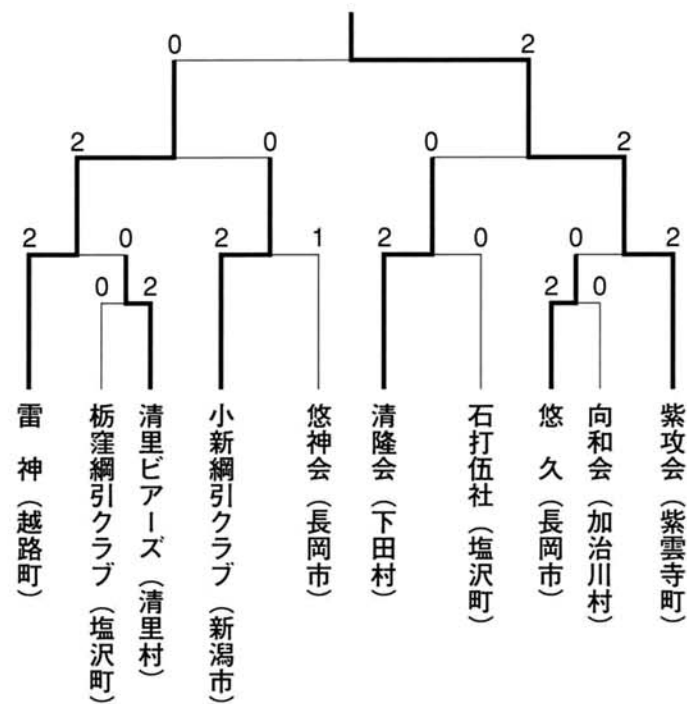 0 2
2 0 0 2
2 0 2 1 2 0 0 2
0 2 2 0
雷 神（越路町）
栃窪綱引クラブ（塩沢町）
清里ビアーズ（清里村）
小新綱引クラブ（新潟市）
悠神会（長岡市）
清隆会（下田村）
石打伍社（塩沢町）
悠 久（長岡市）
向和会（加治川村）
紫攻会（紫雲寺町）